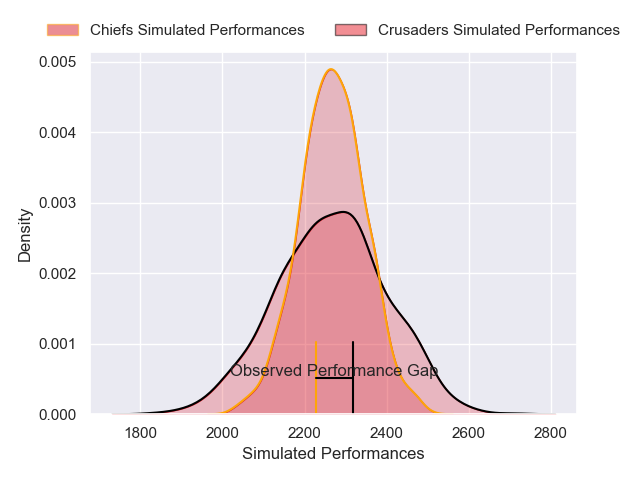 Chiefs Simulated Performances Crusaders Simulated Performances
0.005
0.004
0.003
0.002
0.001
0.000
Density
Observed Performance Gap
1800 2000 2200 2400 2600 2800
Simulated Performances